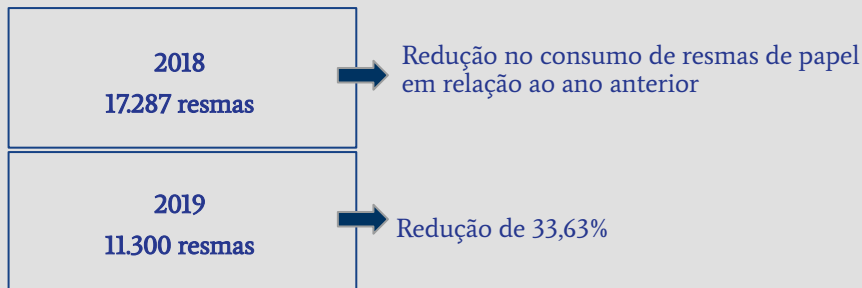 2018
17.287 resmas
Redução no consumo de resmas de papel
em relação ao ano anterior
2019
11.300 resmas
Redução de 33,63%